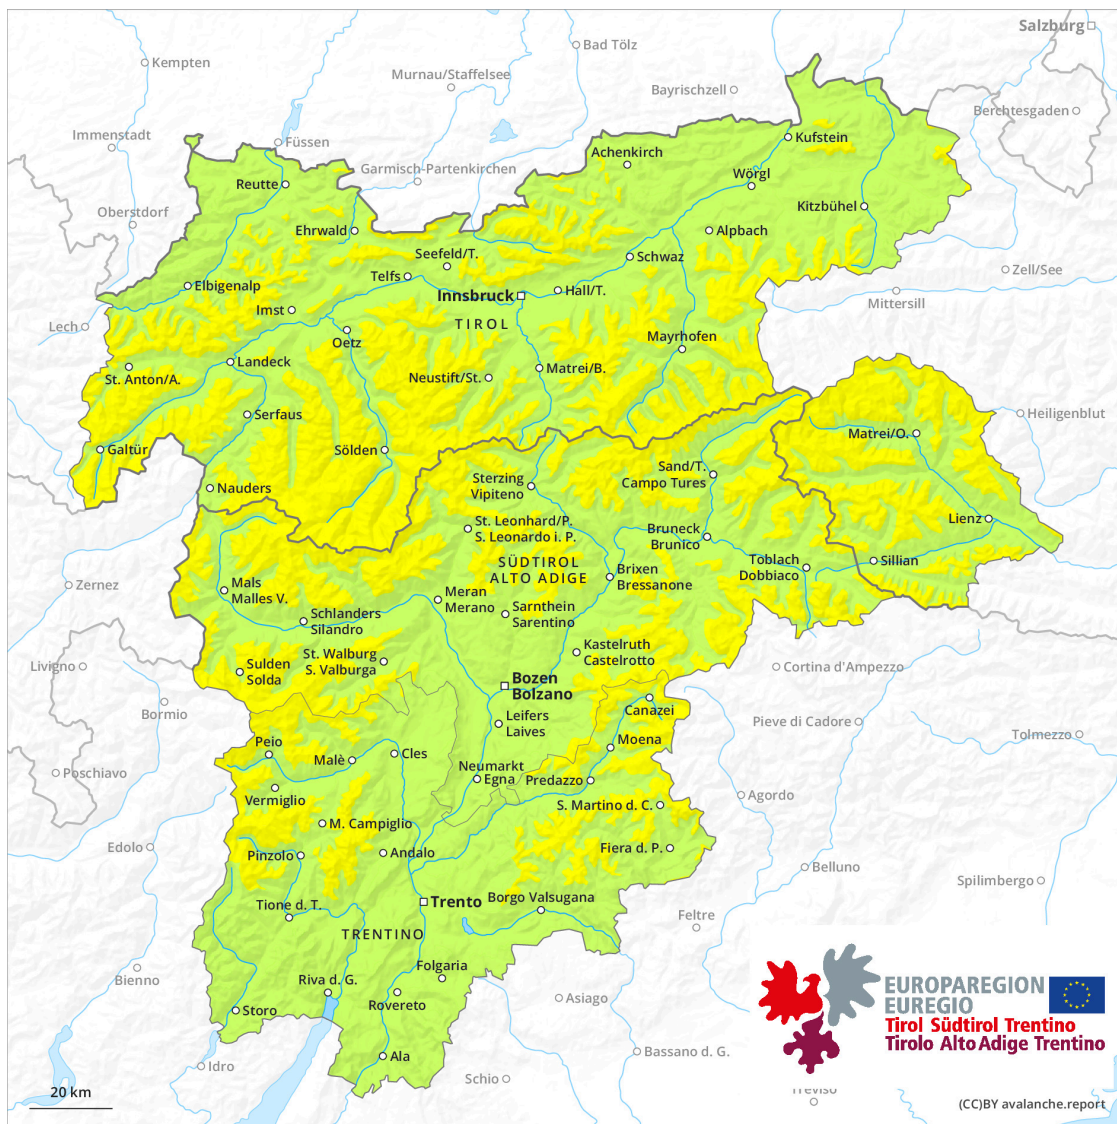 Salzburg
Bad Tölz
Kempten
Murnau/Staffelsee
Bayrischzell
Berchtesgaden
Immenstadt
Füssen
Kufstein
Achenkirch
Garmisch-Partenkirchen
Wörgl
Reutte
Oberstdorf
Kitzbühel
Ehrwald
Alpbach
Seefeld/T.
Schwaz
Telfs
Zell/See
Elbigenalp
Innsbruck
Hall/T.
Mittersill
Imst
TIROL
Lech
Oetz
Mayrhofen
Landeck
Matrei/B.
St. Anton/A.
Neustift/St.
Serfaus
Heiligenblut
Matrei/O.
Galtür
Sölden
Sand/T.
Campo Tures
Sterzing
Vipiteno
Nauders
Lienz
St. Leonhard/P.
S. Leonardo i. P.
Bruneck
Brunico
SÜDTIROL
ALTO ADIGE
Toblach
Dobbiaco
Sillian
Zernez
Mals
Malles V.
Brixen
Bressanone
Meran
Merano
Sarnthein
Sarentino
Schlanders
Silandro
Kastelruth
Castelrotto
St. Walburg
S. Valburga
Livigno
Sulden
Solda
Cortina d'Ampezzo
Bozen
Bolzano
Canazei
Bormio
Leifers
Laives
Pieve di Cadore
Tolmezzo
Moena
Peio
Cles
Malè
Poschiavo
Neumarkt
Egna
Predazzo
Vermiglio
Agordo
S. Martino d. C.
M. Campiglio
Edolo
Fiera d. P.
Pinzolo
Andalo
Belluno
Spilimbergo
Borgo Valsugana
Trento
Tione d. T.
Feltre
TRENTINO
Folgaria
Bienno
Riva d. G.
EUROPAREGION
EUREGIO
Tirol Südtirol Trentino
Tirolo Alto Adige Trentino
Asiago
Rovereto
Storo
Ala
Bassano d. G.
Idro
Schio
Treviso
20 km
(CC)BY avalanche.report